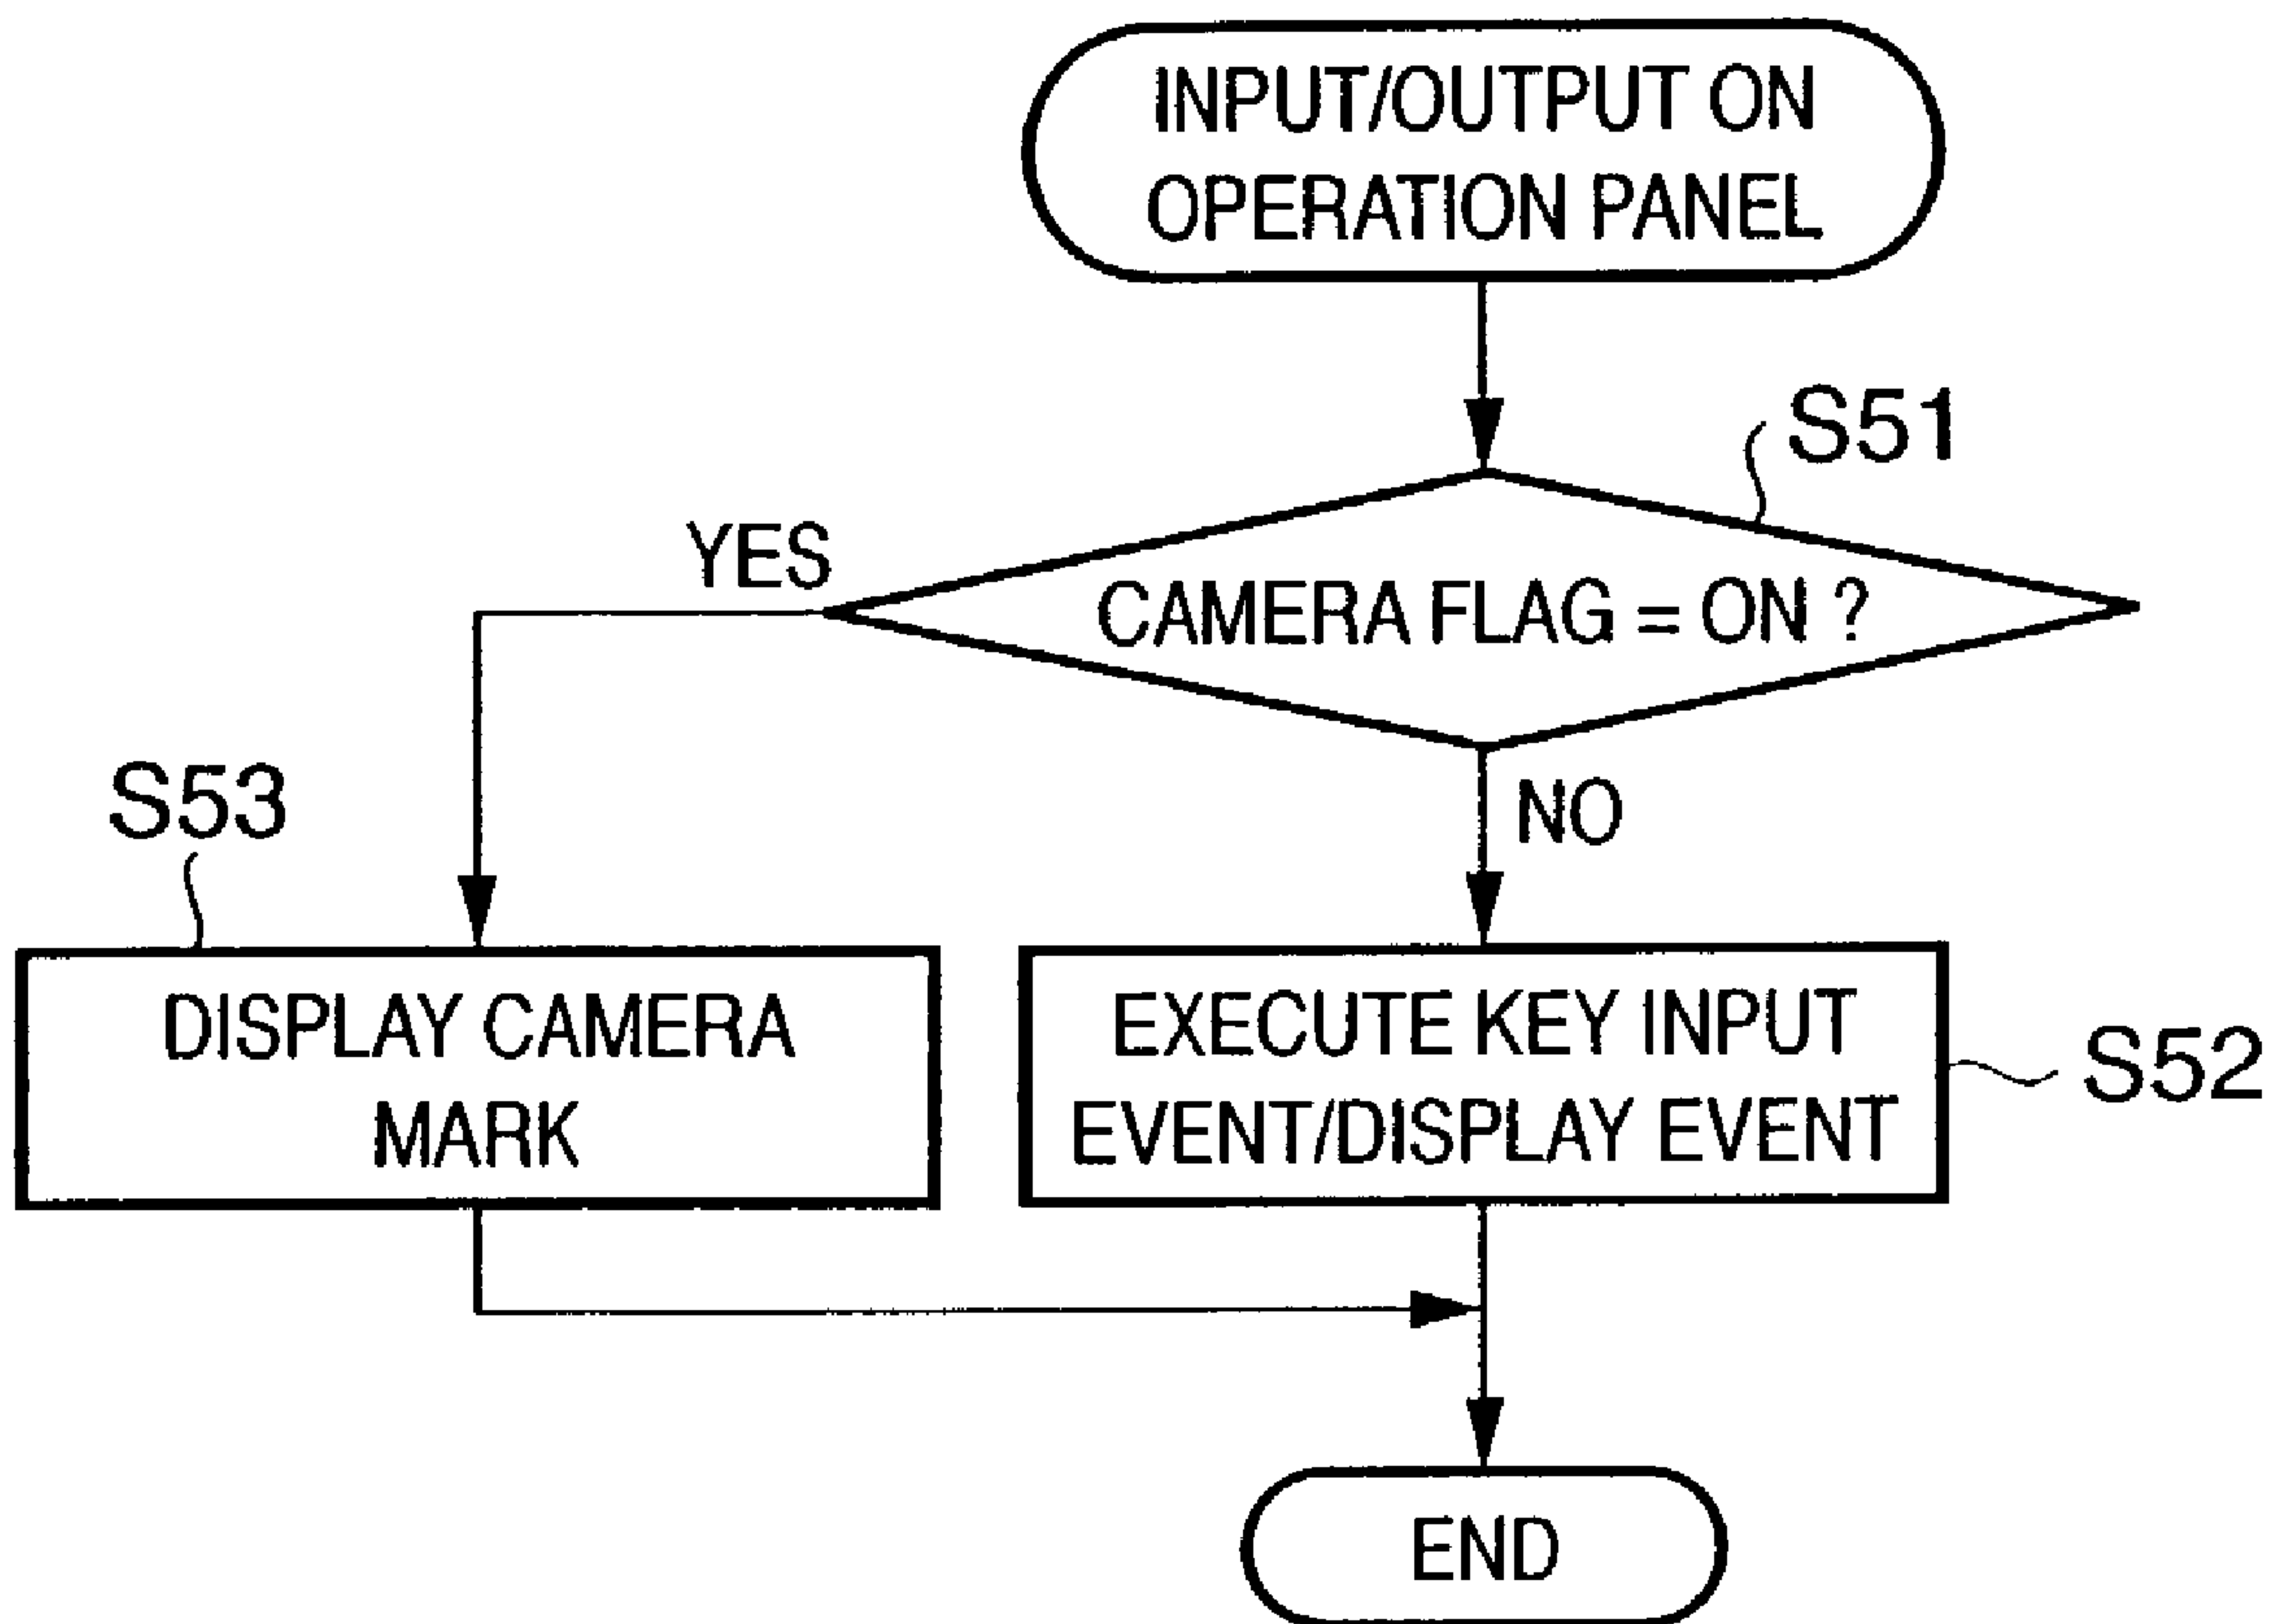 INPUT/OUTPUT ON
OPERATION PANEL
S51
YES
CAMERA FLAG = ON ?
S53
NO
DISPLAY CAMERA
MARK
EXECUTE KEY INPUT
EVENT/DISPLAY EVENT
S52
END